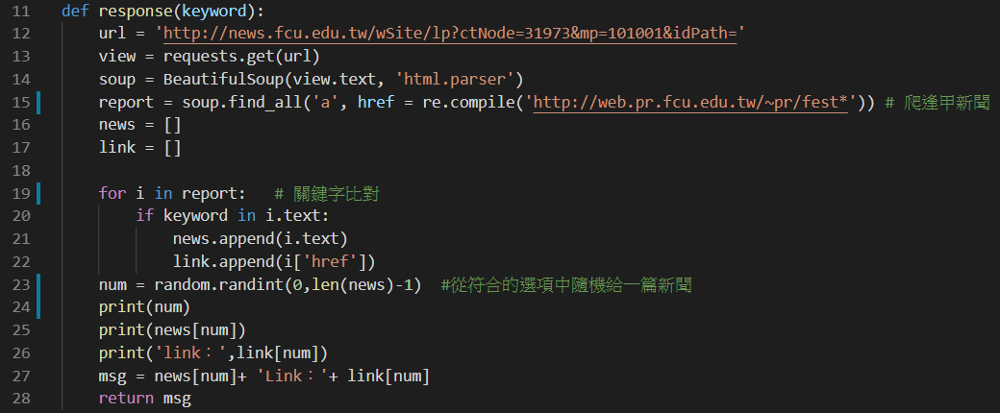 11 def response(keyword):
12     url = 'http://news.fcu.edu.tw/wSite/lp?ctNode=31973&mp=101001&idPath='
13     view = requests.get(url)
14     soup = BeautifulSoup(view.text, 'html.parser')
15     report = soup.find_all('a', href = re.compile('http://web.pr.fcu.edu.tw/~pr/fest*')) # 爬逢甲新聞
16     news = []
17     link = []
18
19     for i in report:   # 關鍵字比對
20         if keyword in i.text:
21             news.append(i.text)
22             link.append(i['href'])
23     num = random.randint(0,len(news)-1)  #從符合的選項中隨機給一篇新聞
24     print(num)
25     print(news[num])
26     print('link：',link[num])
27     msg = news[num]+ 'Link：'+ link[num]
28     return msg